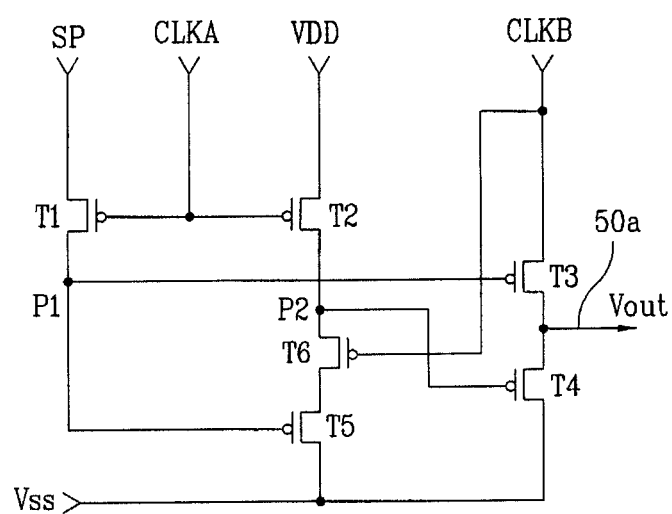 SP CLKA VDD CLKB
T1 T2
50a
T3
P1 P2 Vout
T6
T4
T5
Vss